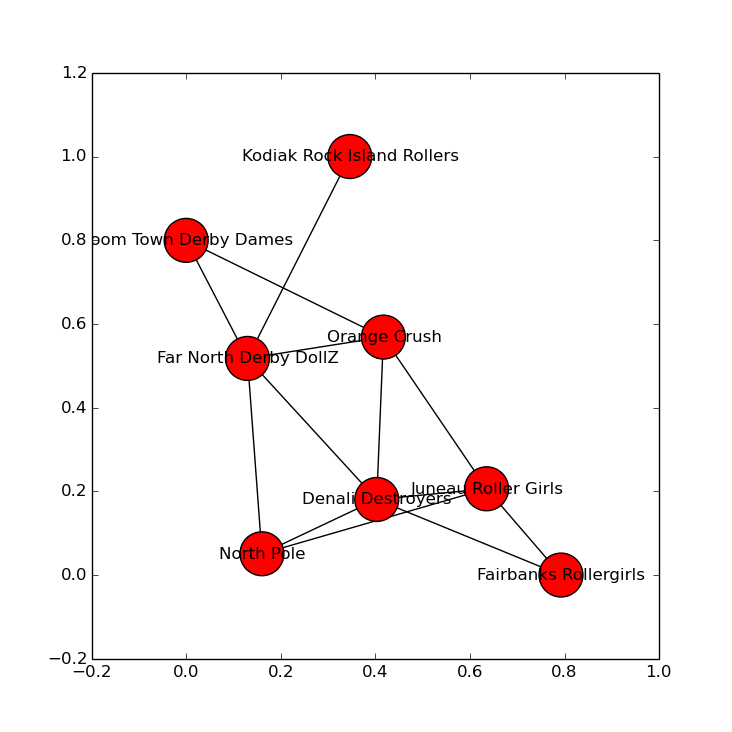 1.2
1.0
0.8
0.6
0.4
0.2
0.0
−0.2
−0.2
0.0
0.2
0.4
0.6
0.8
1.0
Kodiak Rock Island Rollers
oom Town Derby Dames
Orange Crush
Far North Derby DollZ
Juneau Roller Girls
Denali Destroyers
North Pole
Fairbanks Rollergirls